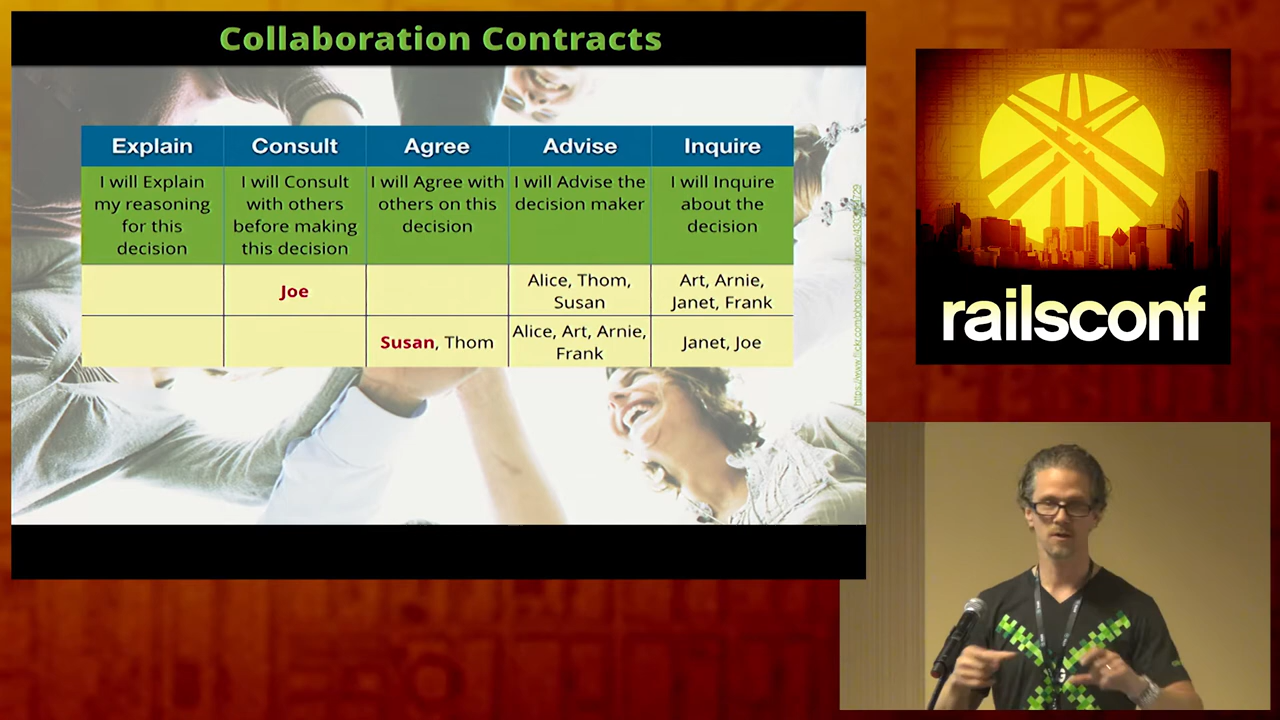 Collaboration Contracts
Explain Consult Agree Advise Inquire
I will Explain
my reasoning
for this
decision
I will Consult
with others
before making
this decision
I will Agree with
others on this
decision
I will Advise the
decision maker
I will Inquire
about the
decision
Joe
Alice, Thom,
Susan
Art, Arnie,
Janet, Frank
Susan, Thom
Alice, Art, Arnie,
Frank
Janet, Joe
railsconf